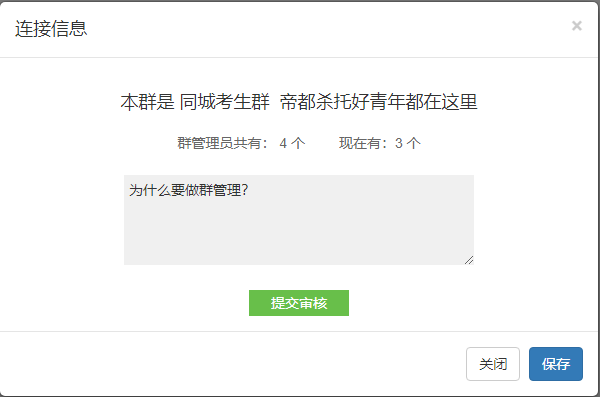 连接信息 ×
本群是 同城考生群 帝都杀托好青年都在这里
群管理员共有： 4 个 现在有：3 个
为什么要做群管理?
提交审核
关闭 保存